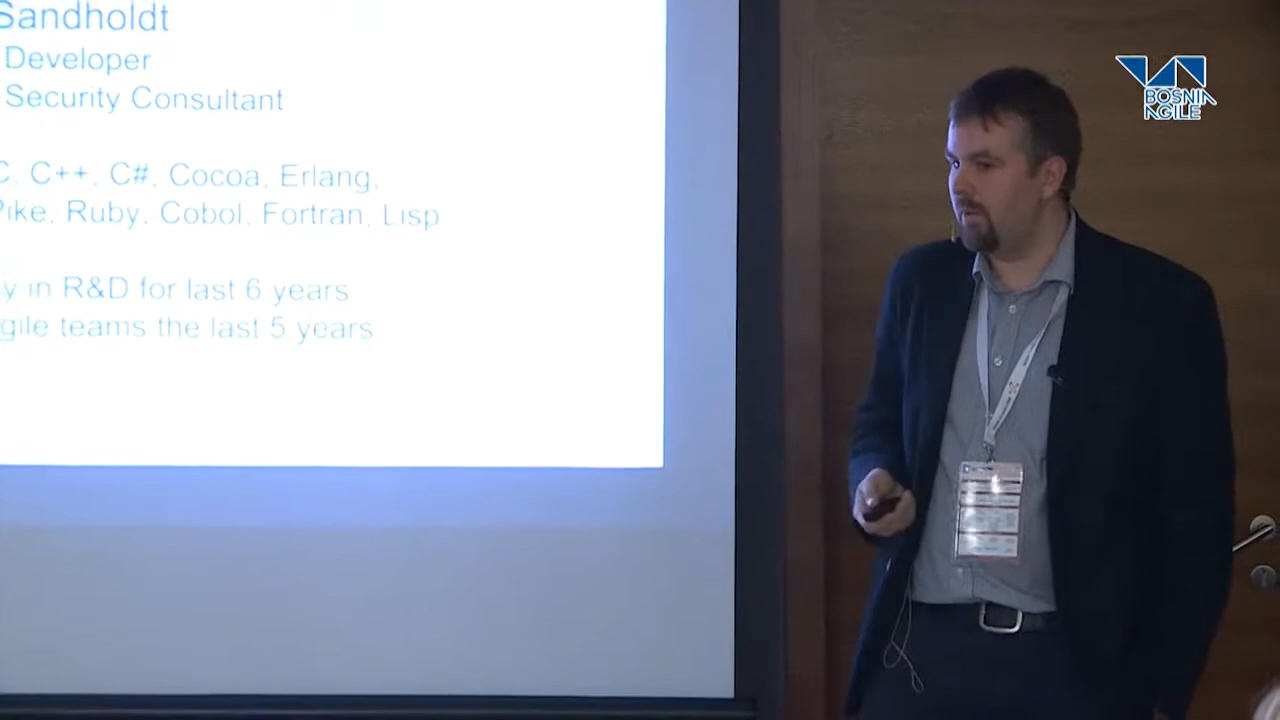 Sandholdt
Developer
Security Consultant
C, C++, C#, Cocoa, Erlang,
Pike, Ruby, Cobol, Fortran, Lisp
y in R&D for last 6 years
gile teams the last 5 years
BOSNIA
AGILE